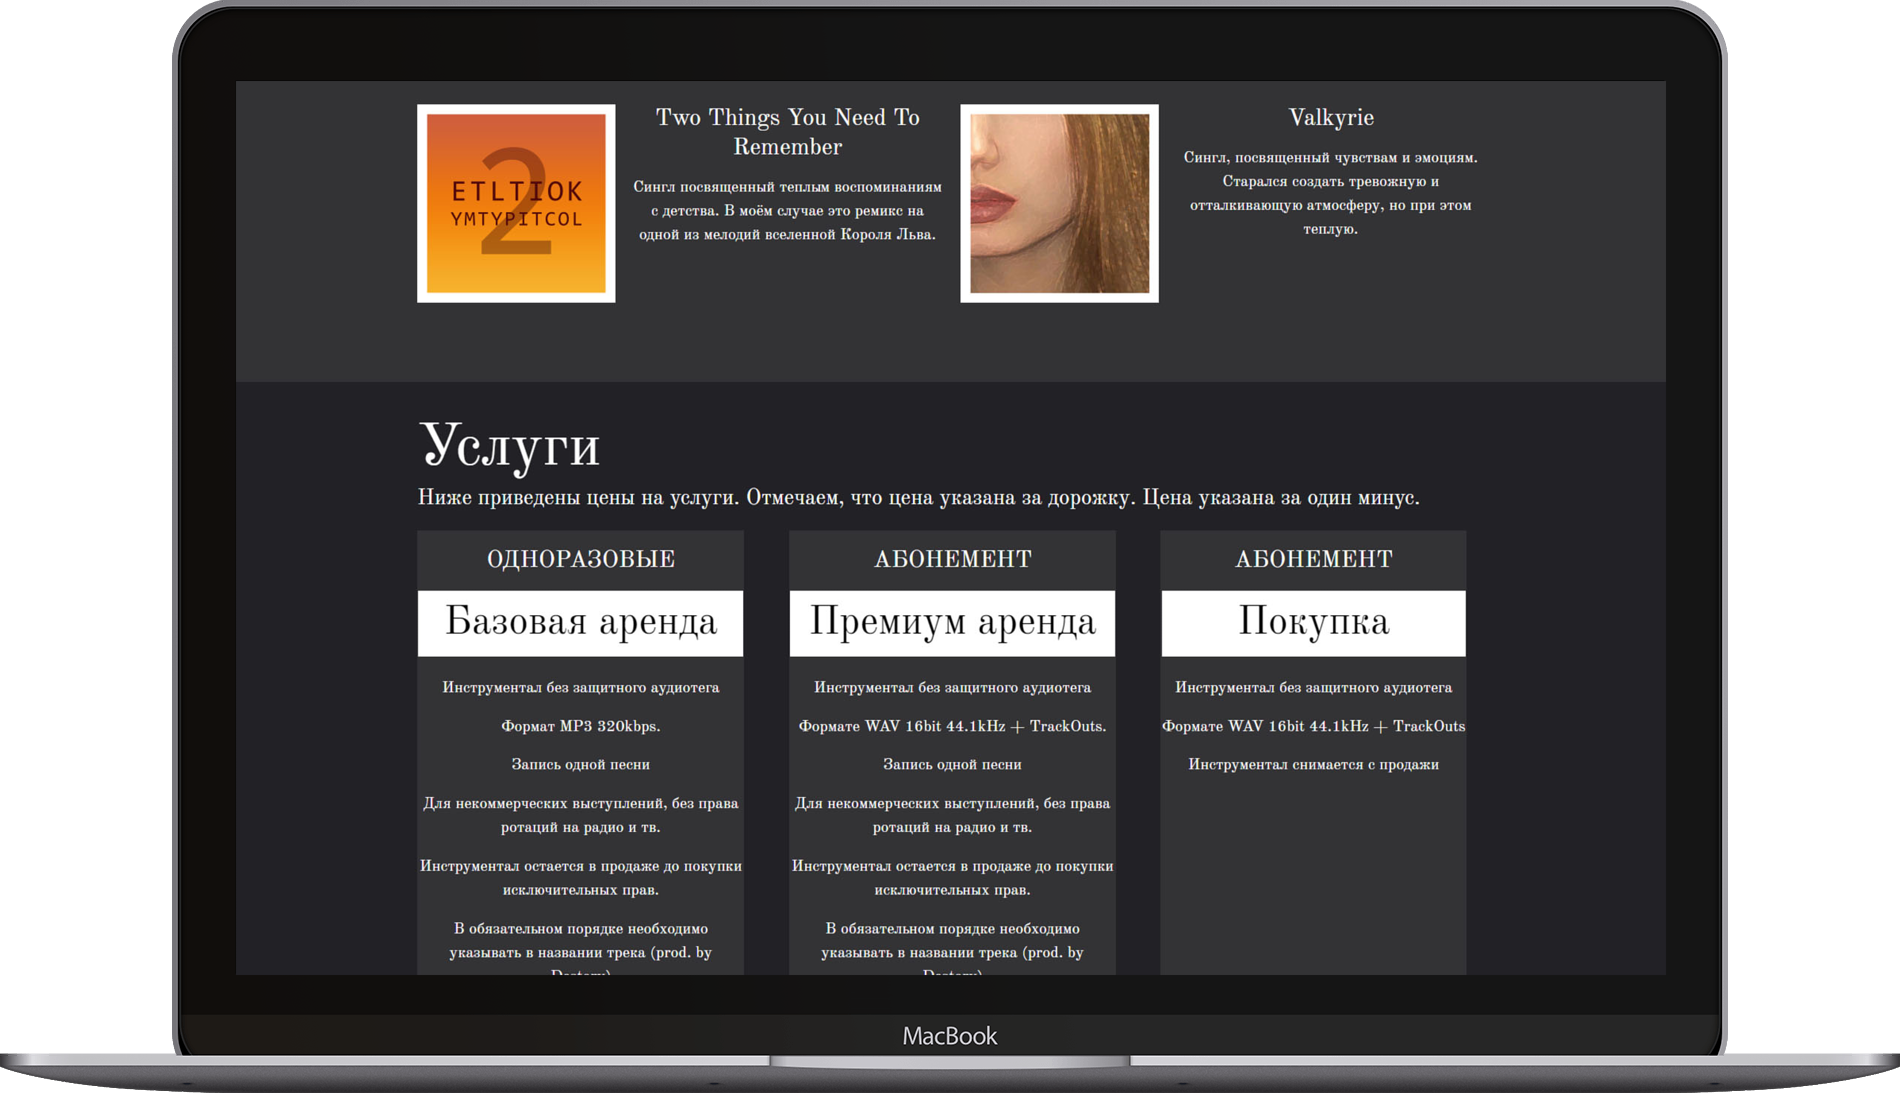 Two Things You Need To
Remember
Сингл посвященный теплым воспоминаниям
с детства. В моём случае это ремикс на
одной из мелодий вселенной Короля Льва.
2
ETLTIOK
YMTYPITCOL
Valkyrie
Сингл, посвященный чувствам и эмоциям.
Старался создать тревожную и
отталкивающую атмосферу, но при этом
теплую.
Услуги
Ниже приведены цены на услуги. Отмечаем, что цена указана за дорожку. Цена указана за один минус.
ОДНОРАЗОВЫЕ
Базовая аренда
Инструментал без защитного аудиотега
Формат MP3 320kbps.
Запись одной песни
Для некоммерческих выступлений, без права
ротаций на радио и тв.
Инструментал остается в продаже до покупки
исключительных прав.
В обязательном порядке необходимо
указывать в названии трека (prod. by
АБОНЕМЕНТ
Премиум аренда
Инструментал без защитного аудиотега
Формате WAV 16bit 44.1kHz + TrackOuts.
Запись одной песни
Для некоммерческих выступлений, без права
ротаций на радио и тв.
Инструментал остается в продаже до покупки
исключительных прав.
В обязательном порядке необходимо
указывать в названии трека (prod. by
АБОНЕМЕНТ
Покупка
Инструментал без защитного аудиотега
Формате WAV 16bit 44.1kHz + TrackOuts
Инструментал снимается с продажи
MacBook